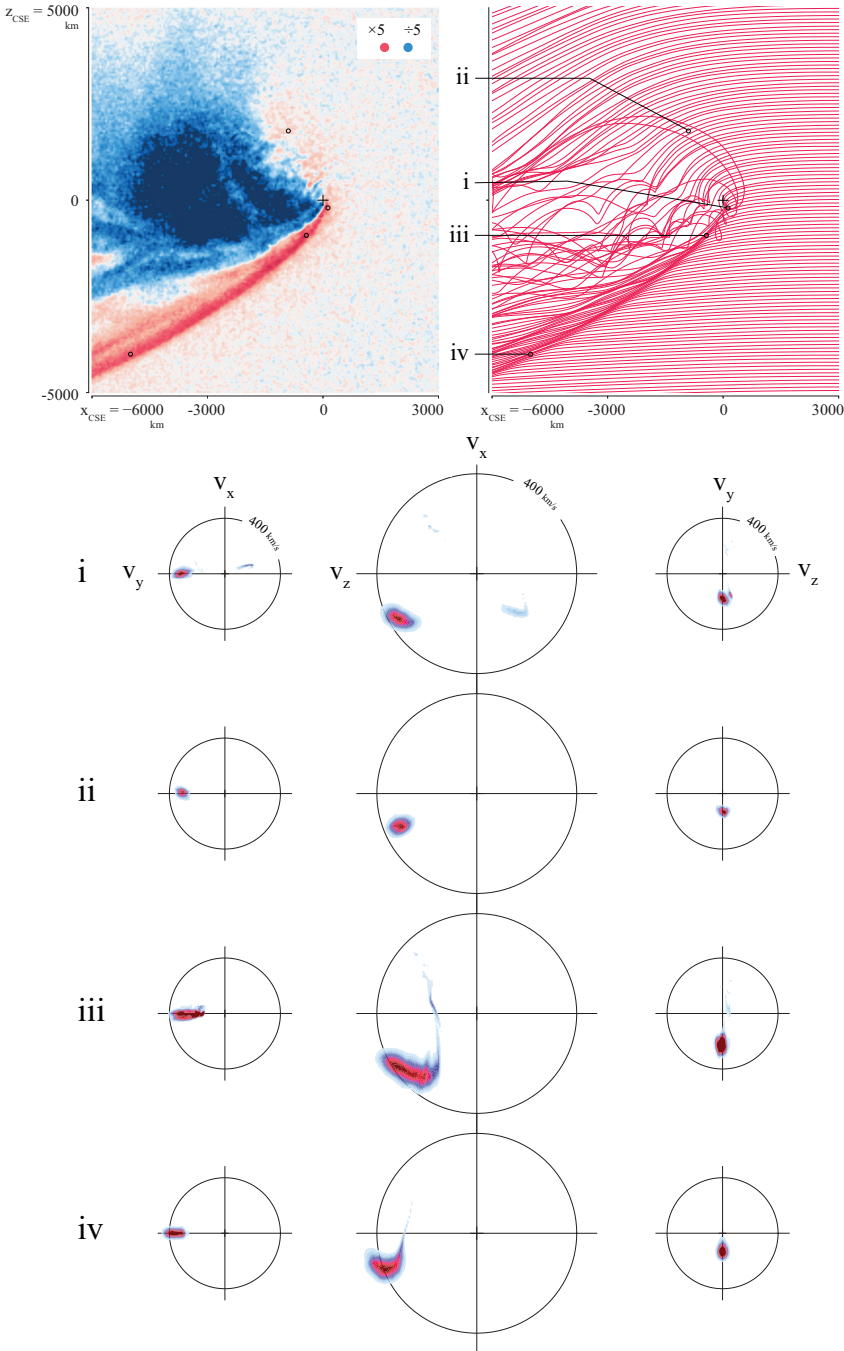 z_CSE = 5000
km
×5 ÷5
0
-5000
x_CSE = −6000
km
-3000
0
3000
ii
i
iii
iv
x_CSE = −6000
km
-3000
0
3000
v_x
v_x
v_y
400 km/s
400 km/s
400 km/s
i
v_y
v_z
v_z
ii
iii
iv